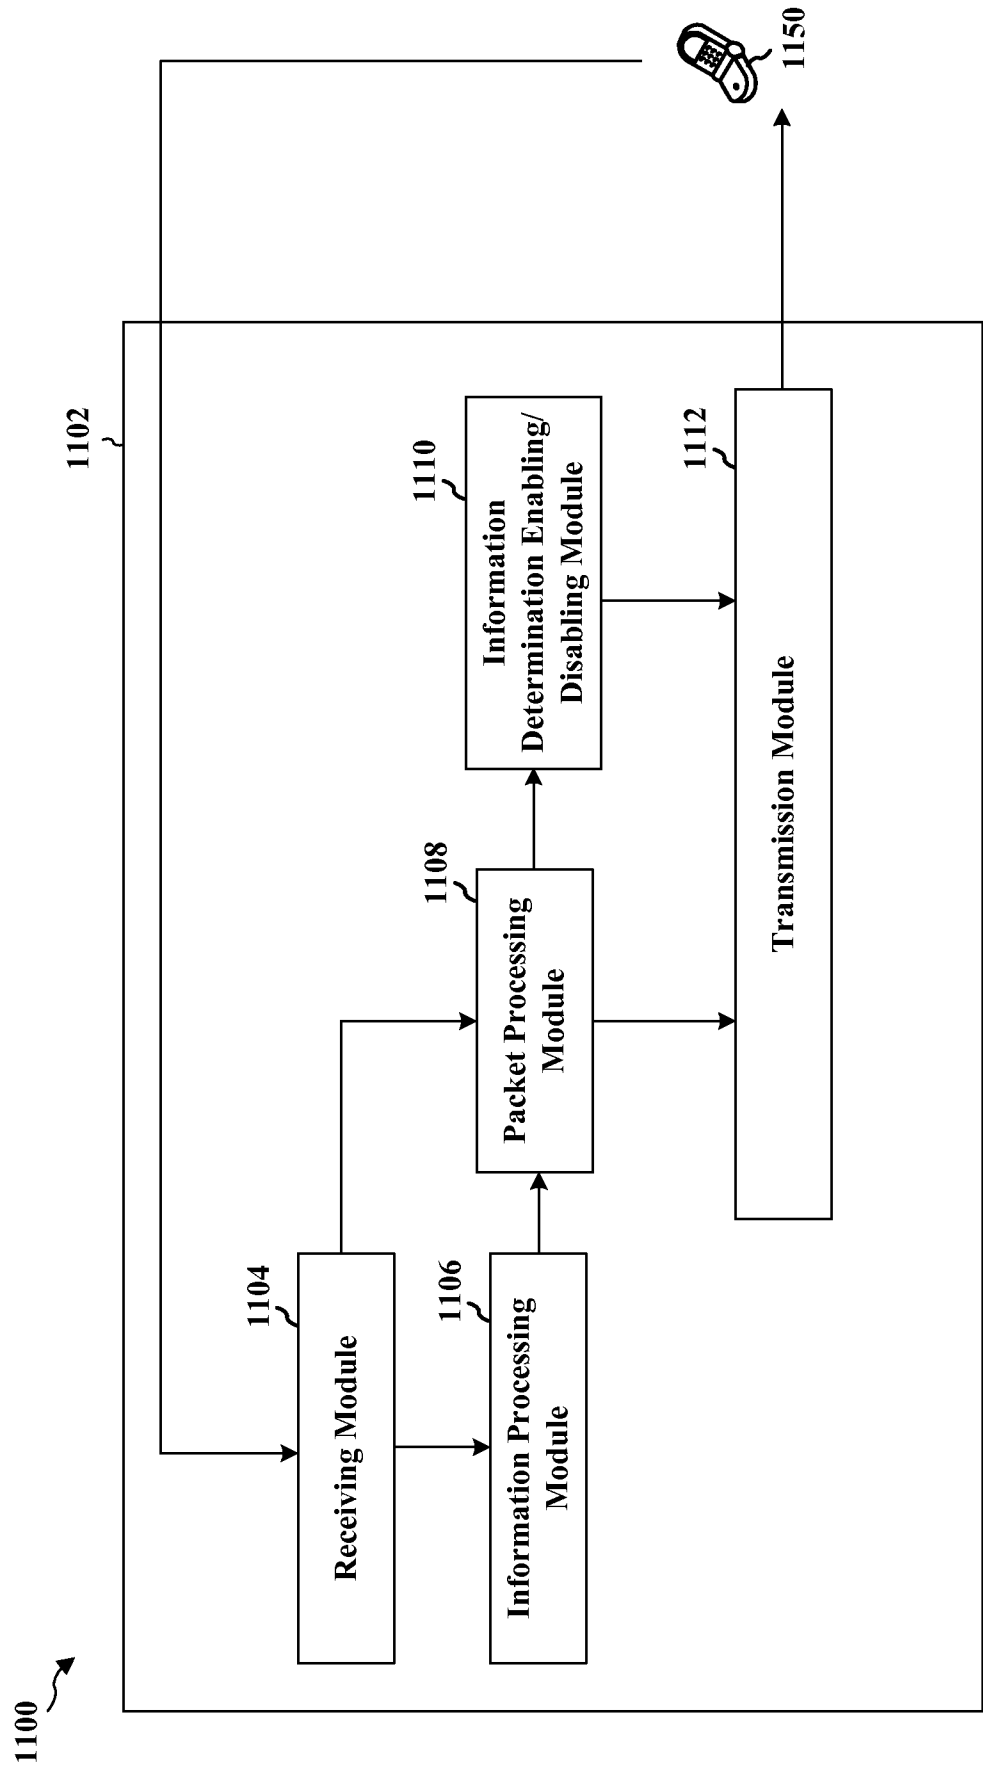 1100
1102
1104
Receiving Module
1106
Information Processing
Module
1108
Packet Processing
Module
1110
Information
Determination Enabling/
Disabling Module
1112
Transmission Module
1150